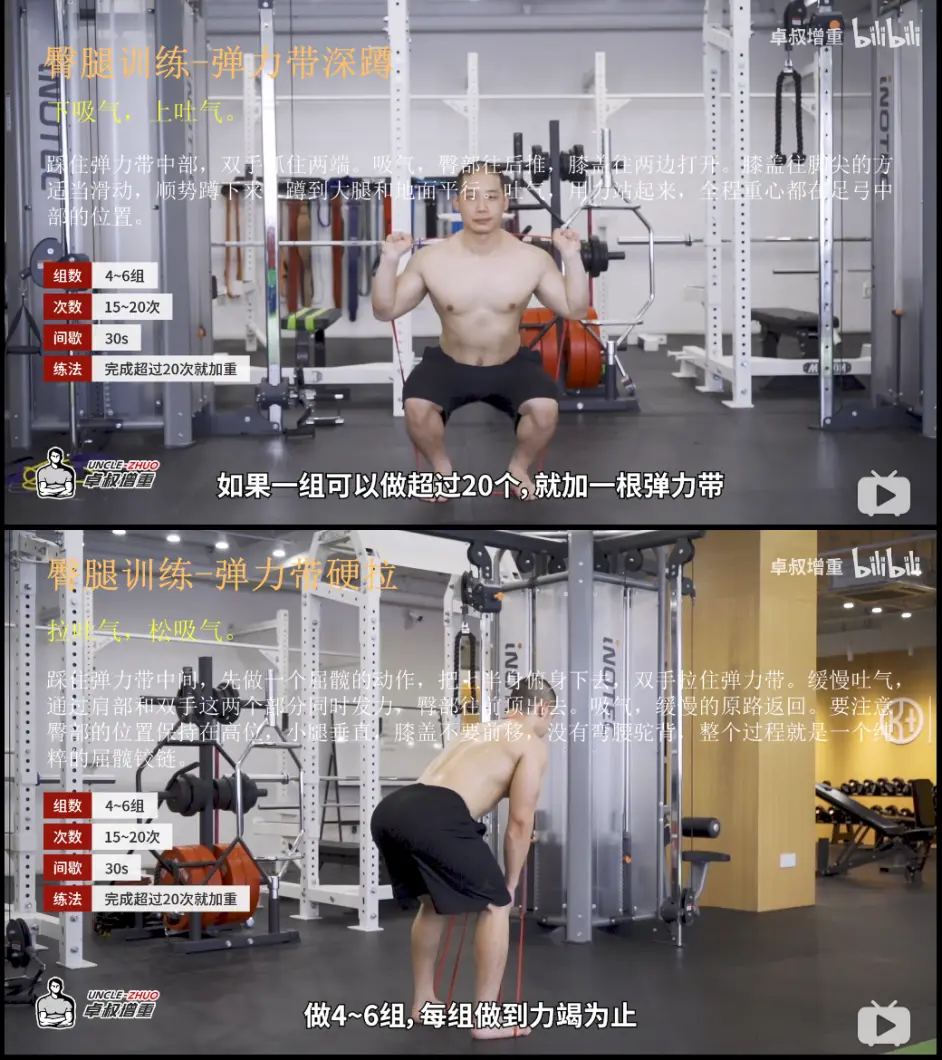 臀腿训练-弹力带深蹲
卓叔增重 bilibili
下吸气，上吐气。
踩住弹力带中部，双手抓住两端。吸气，臀部往后推，膝盖往两边打开。膝盖往脚尖的方
适当滑动，顺势蹲下来，蹲到大腿和地面平行。吐气，用力站起来，全程重心都在足弓中
部的位置。
组数 4~6组
次数 15~20次
间歇 30s
练法 完成超过20次就加重
UNCLE-ZHUO
卓叔增重
如果一组可以做超过20个，就加一根弹力带
臀腿训练-弹力带硬拉
卓叔增重 bilibili
拉吐气，松吸气。
踩住弹力带中间，先做一个屈髋的动作，把上半身俯身下去，双手拉住弹力带。缓慢吐气，
通过肩部和双手这两个部分同时发力，臀部往前顶出去。吸气，缓慢的原路返回。要注意
臀部的位置保持在高位，小腿垂直，膝盖不要前移，没有弯腰驼背，整个过程就是一个纯
粹的屈髋铰链。
组数 4~6组
次数 15~20次
间歇 30s
练法 完成超过20次就加重
UNCLE-ZHUO
卓叔增重
做4~6组，每组做到力竭为止